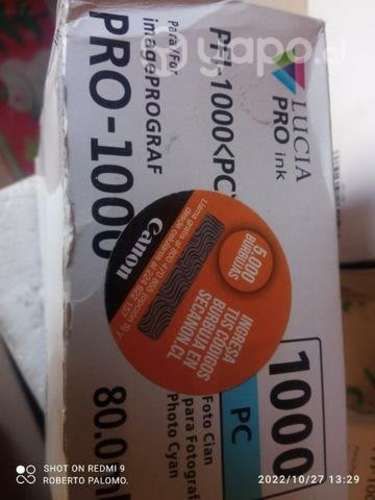 yapo.cl
LUCIA
PRO ink
PFI-1000<PC
Para/For
imagePROGRAF
PRO-1000
5.000
BURBUJAS
INGRESA
TUS CODIGOS
BURBUJA EN
SECANON.CL
Canon
1000
PC
Foto Cian
para Fotograf
Photo Cyan
80.0
SHOT ON REDMI 9
ROBERTO PALOMO.
2022/10/27 13:29